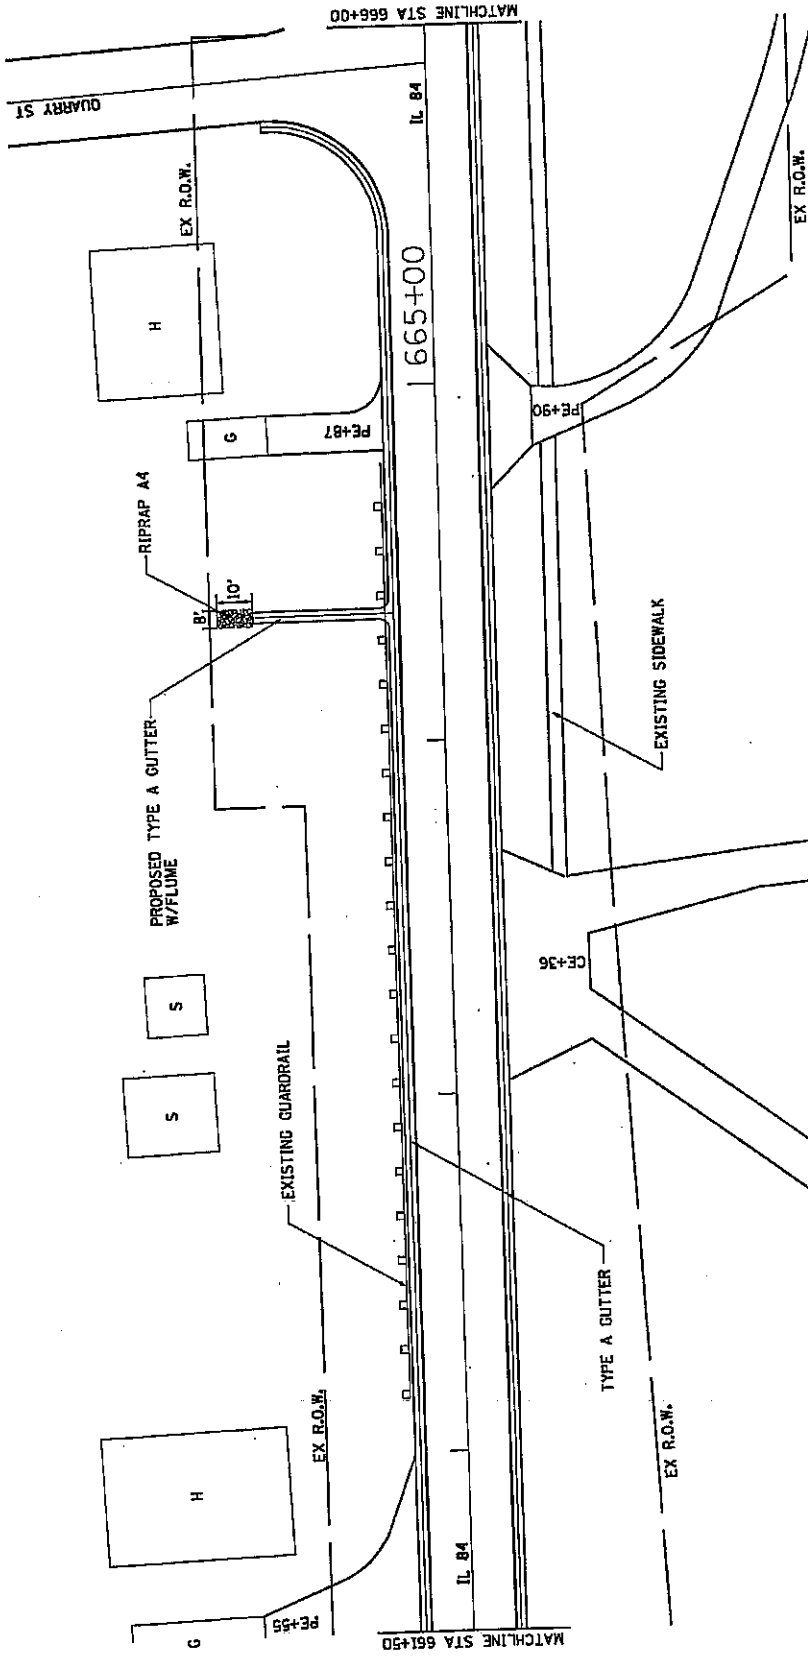 MATCHLINE STA 661+50
G
PE+55
H
EX R.O.W.
IL 84
EX R.O.W.
TYPE A GUTTER
EXISTING GUARDRAIL
S
S
CE+36
EXISTING SIDEWALK
PROPOSED TYPE A GUTTER
W/FLUME
8'
10'
RIPRAP A4
G
PE+87
PE+90
665+00
H
EX R.O.W.
EX R.O.W.
QUARRY ST
IL 84
MATCHLINE STA 666+00